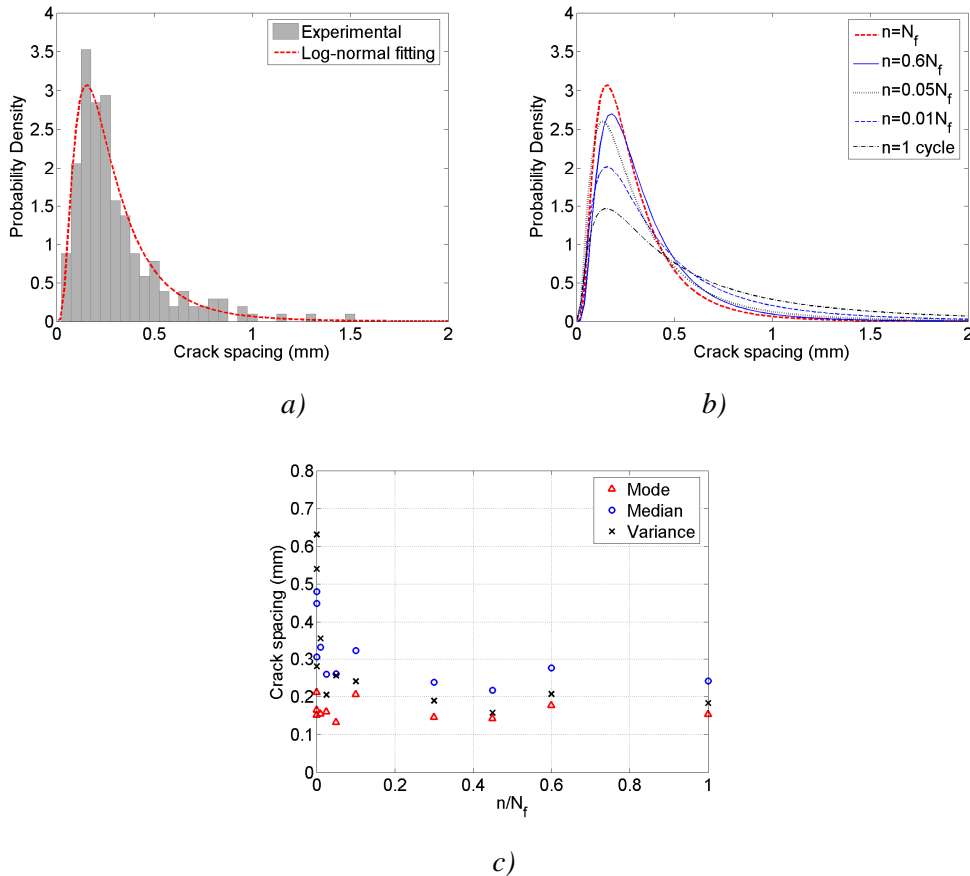 4
3.5
3
2.5
2
1.5
1
0.5
0
Probability Density
Experimental
Log-normal fitting
0 0.5 1 1.5 2
Crack spacing (mm)
a)
4
3.5
3
2.5
2
1.5
1
0.5
0
Probability Density
n=N_f
n=0.6N_f
n=0.05N_f
n=0.01N_f
n=1 cycle
0 0.5 1 1.5 2
Crack spacing (mm)
b)
0.8
0.7
0.6
0.5
0.4
0.3
0.2
0.1
0
Crack spacing (mm)
Mode
Median
Variance
0 0.2 0.4 0.6 0.8 1
n/N_f
c)